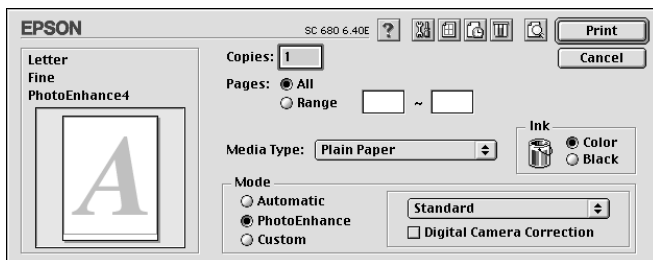 EPSON
SC 680 6.40E
?
Print
Letter
Fine
PhotoEnhance4
A
Copies: 1
Cancel
Pages: All
Range ~
Media Type: Plain Paper
Ink
Color
Black
Mode
Automatic
PhotoEnhance
Custom
Standard
Digital Camera Correction